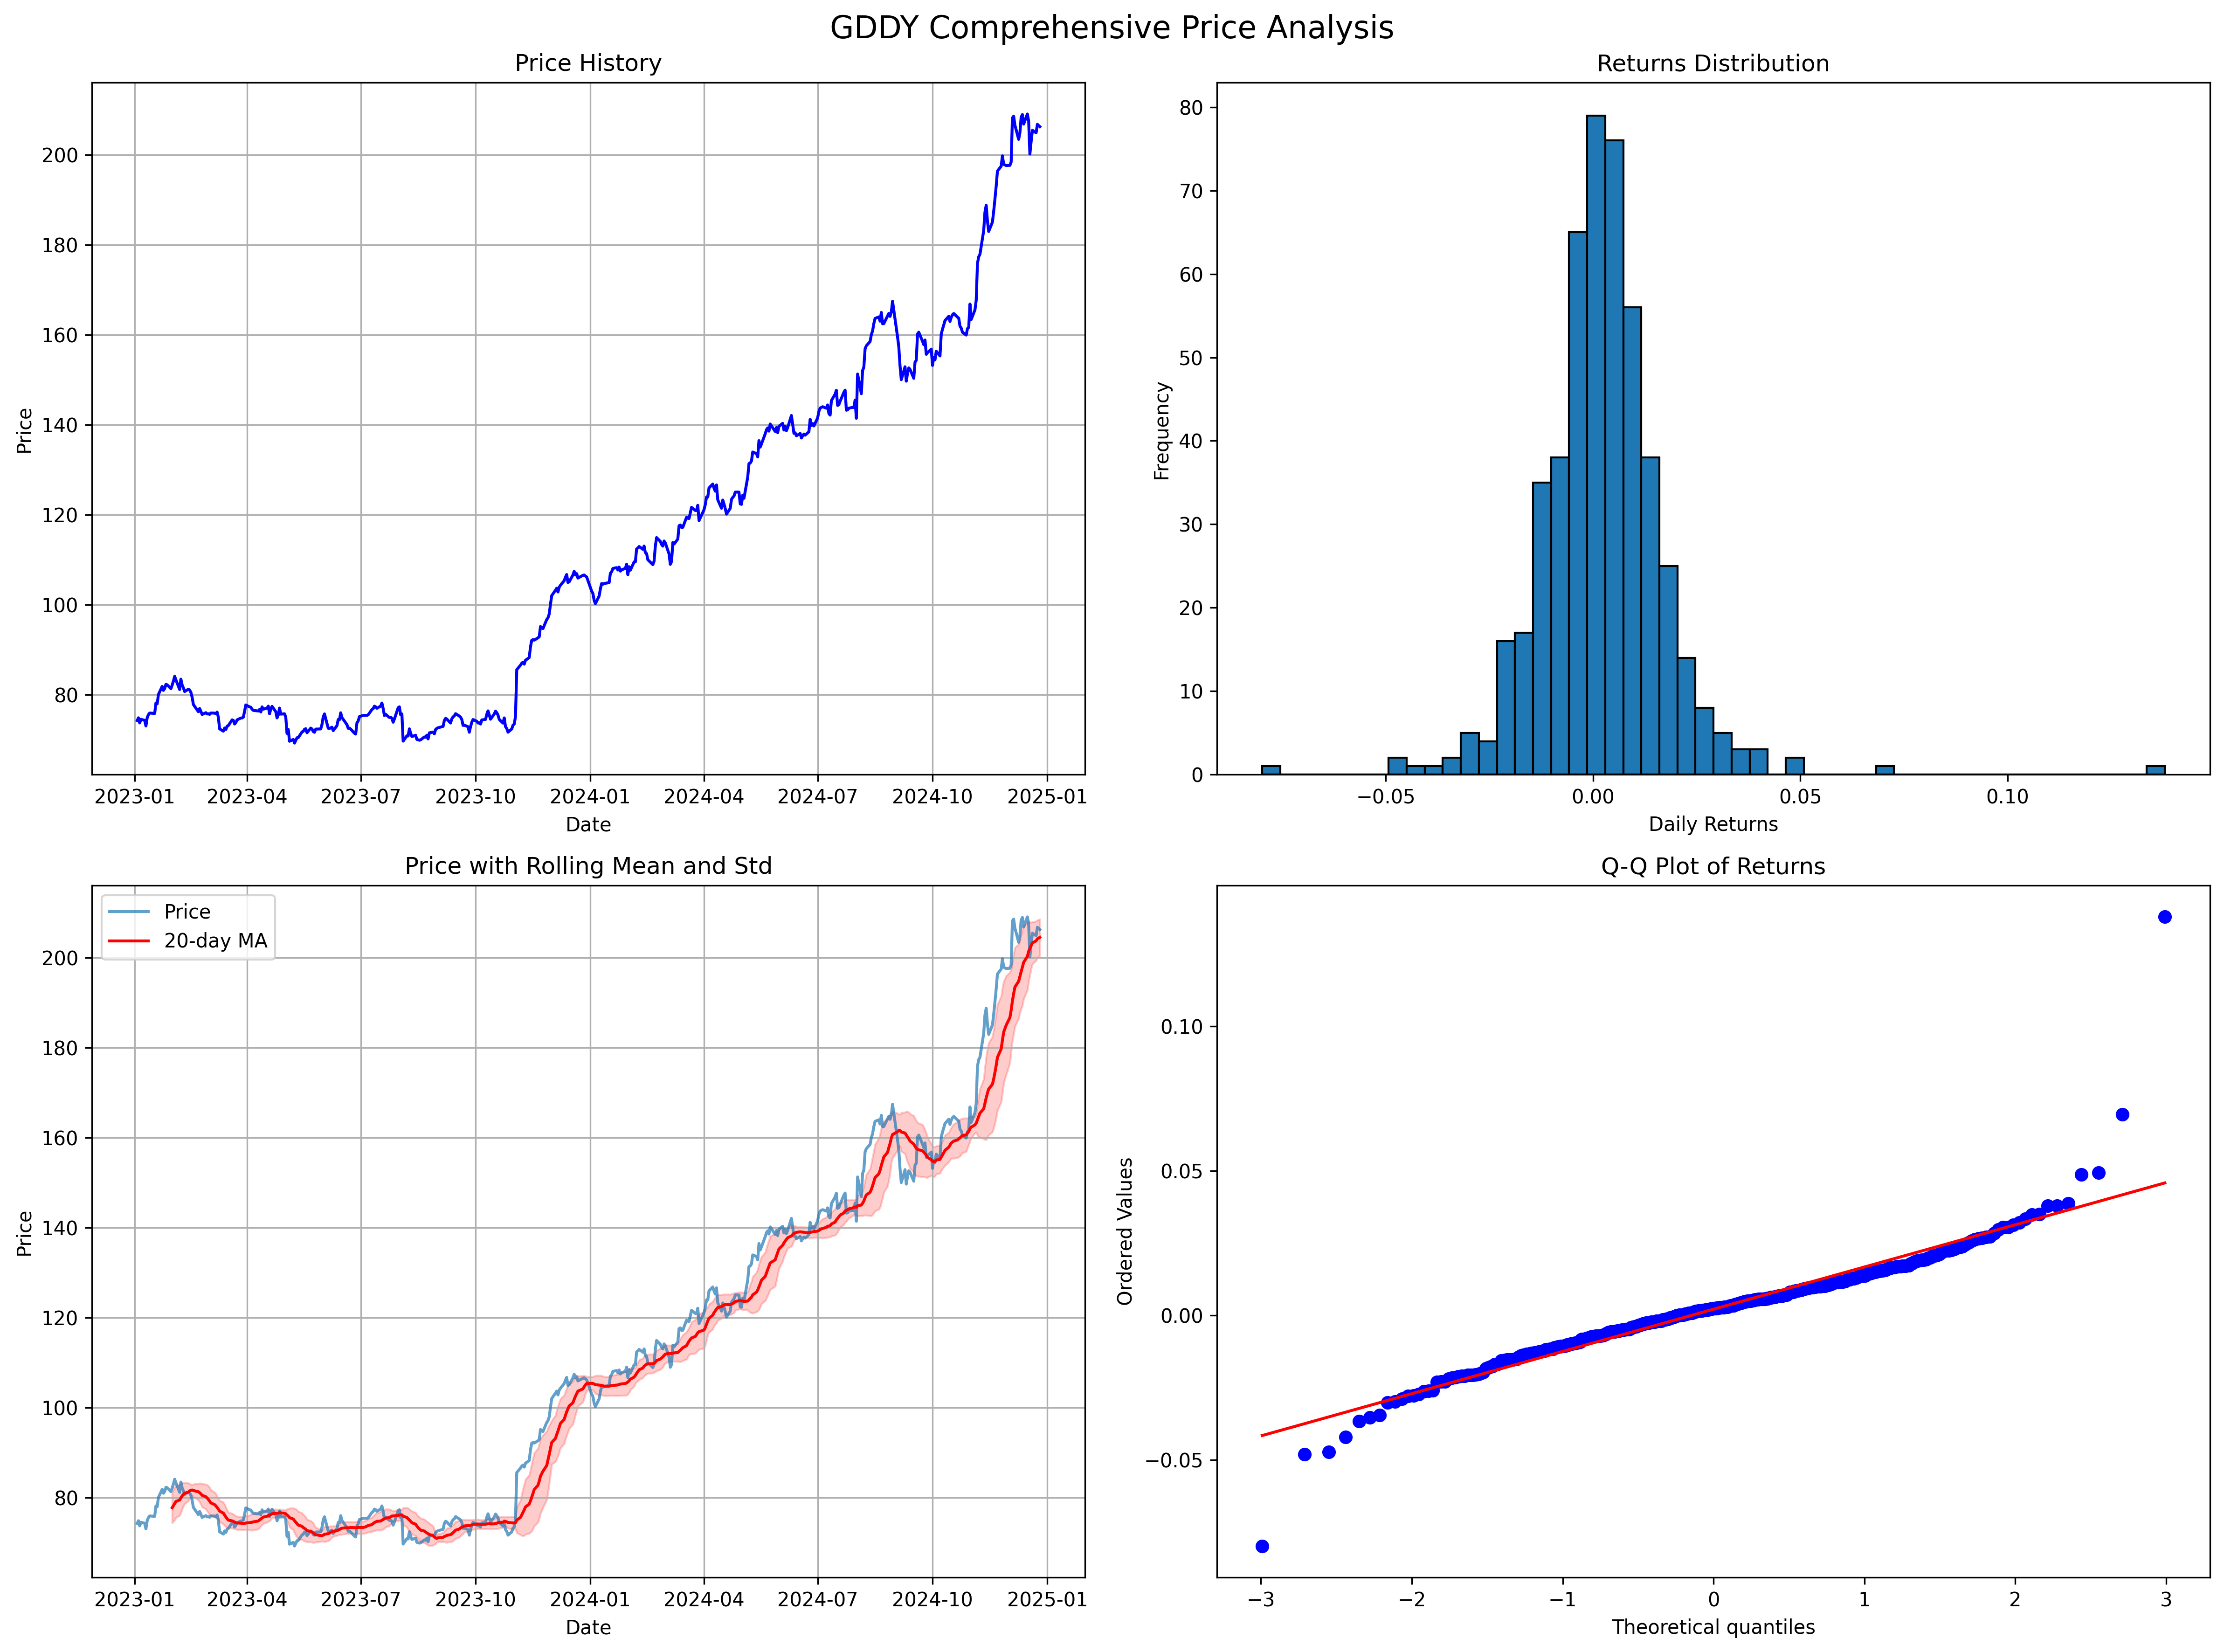 GDDY Comprehensive Price Analysis
Price History
Price
200
180
160
140
120
100
80
2023-01 2023-04 2023-07 2023-10 2024-01 2024-04 2024-07 2024-10 2025-01
Date
Returns Distribution
Frequency
80
70
60
50
40
30
20
10
0
−0.05 0.00 0.05 0.10
Daily Returns
Price with Rolling Mean and Std
Price
20-day MA
Price
200
180
160
140
120
100
80
2023-01 2023-04 2023-07 2023-10 2024-01 2024-04 2024-07 2024-10 2025-01
Date
Q-Q Plot of Returns
Ordered Values
0.10
0.05
0.00
−0.05
−3 −2 −1 0 1 2 3
Theoretical quantiles